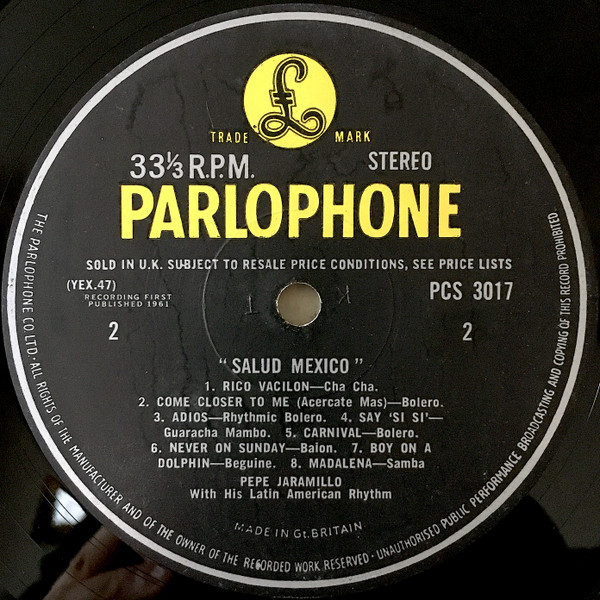 £
TRADE MARK
33⅓ R.P.M. STEREO
PARLOPHONE
SOLD IN U.K. SUBJECT TO RESALE PRICE CONDITIONS, SEE PRICE LISTS
(YEX.47) PCS 3017
RECORDING FIRST
PUBLISHED 1961
2 2
"SALUD MEXICO"
1. RICO VACILON—Cha Cha.
2. COME CLOSER TO ME (Acercate Mas)—Bolero.
3. ADIOS—Rhythmic Bolero. 4. SAY 'SI SI'—
Guaracha Mambo. 5. CARNIVAL—Bolero.
6. NEVER ON SUNDAY—Baion. 7. BOY ON A
DOLPHIN—Beguine. 8. MADALENA—Samba
PEPE JARAMILLO
With His Latin American Rhythm
MADE IN Gt. BRITAIN
THE PARLOPHONE CO. LTD· ALL RIGHTS OF THE MANUFACTURER AND OF THE OWNER OF THE RECORDED WORK RESERVED · UNAUTHORISED PUBLIC PERFORMANCE BROADCASTING AND COPYING OF THIS RECORD PROHIBITED.
K T